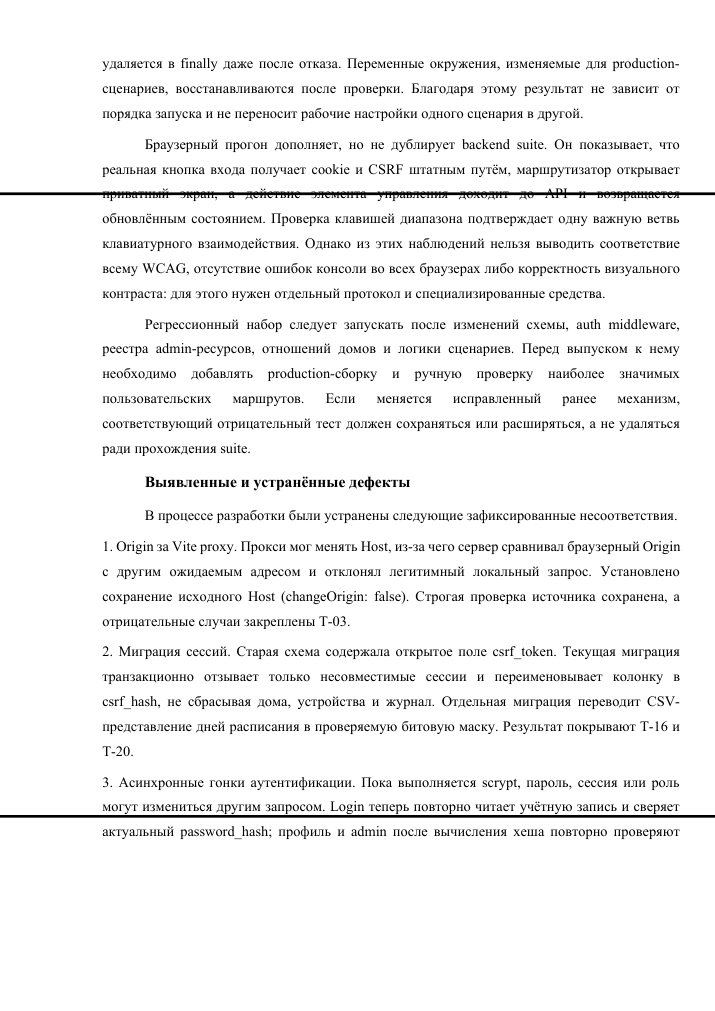 удаляется в finally даже после отказа. Переменные окружения, изменяемые для production-
сценариев, восстанавливаются после проверки. Благодаря этому результат не зависит от
порядка запуска и не переносит рабочие настройки одного сценария в другой.
Браузерный прогон дополняет, но не дублирует backend suite. Он показывает, что
реальная кнопка входа получает cookie и CSRF штатным путём, маршрутизатор открывает
приватный экран, а действие элемента управления доходит до API и возвращается
обновлённым состоянием. Проверка клавишей диапазона подтверждает одну важную ветвь
клавиатурного взаимодействия. Однако из этих наблюдений нельзя выводить соответствие
всему WCAG, отсутствие ошибок консоли во всех браузерах либо корректность визуального
контраста: для этого нужен отдельный протокол и специализированные средства.
Регрессионный набор следует запускать после изменений схемы, auth middleware,
реестра admin-ресурсов, отношений домов и логики сценариев. Перед выпуском к нему
необходимо добавлять production-сборку и ручную проверку наиболее значимых
пользовательских маршрутов. Если меняется исправленный ранее механизм,
соответствующий отрицательный тест должен сохраняться или расширяться, а не удаляться
ради прохождения suite.
Выявленные и устранённые дефекты
В процессе разработки были устранены следующие зафиксированные несоответствия.
1. Origin за Vite proxy. Прокси мог менять Host, из-за чего сервер сравнивал браузерный Origin
с другим ожидаемым адресом и отклонял легитимный локальный запрос. Установлено
сохранение исходного Host (changeOrigin: false). Строгая проверка источника сохранена, а
отрицательные случаи закреплены Т-03.
2. Миграция сессий. Старая схема содержала открытое поле csrf_token. Текущая миграция
транзакционно отзывает только несовместимые сессии и переименовывает колонку в
csrf_hash, не сбрасывая дома, устройства и журнал. Отдельная миграция переводит CSV-
представление дней расписания в проверяемую битовую маску. Результат покрывают Т-16 и
Т-20.
3. Асинхронные гонки аутентификации. Пока выполняется scrypt, пароль, сессия или роль
могут измениться другим запросом. Login теперь повторно читает учётную запись и сверяет
актуальный password_hash; профиль и admin после вычисления хеша повторно проверяют